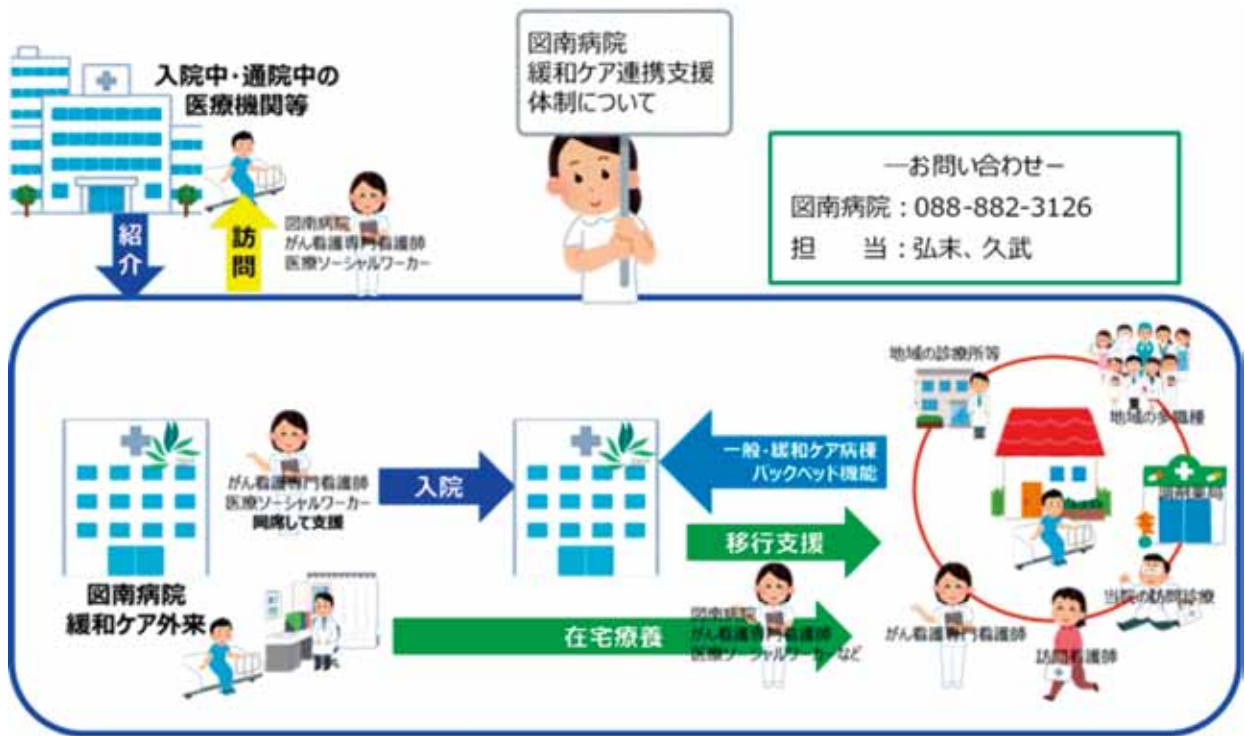 図南病院
緩和ケア連携支援
体制について
入院中・通院中の
医療機関等
紹介
訪問
図南病院
がん看護専門看護師
医療ソーシャルワーカー
―お問い合わせ－
図南病院：088-882-3126
担　当：弘末、久武
図南病院
緩和ケア外来
がん看護専門看護師
医療ソーシャルワーカー
同席して支援
入院
一般・緩和ケア病棟
バックベッド機能
移行支援
在宅療養
図南病院
がん看護専門看護師
医療ソーシャルワーカーなど
地域の診療所等
地域の多職種
調剤薬局
当院の訪問診療
訪問看護師
がん看護専門看護師